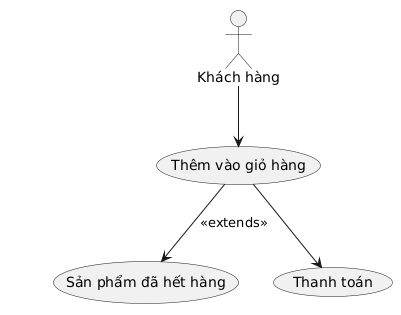 Khách hàng
Thêm vào giỏ hàng
«extends»
Sản phẩm đã hết hàng
Thanh toán